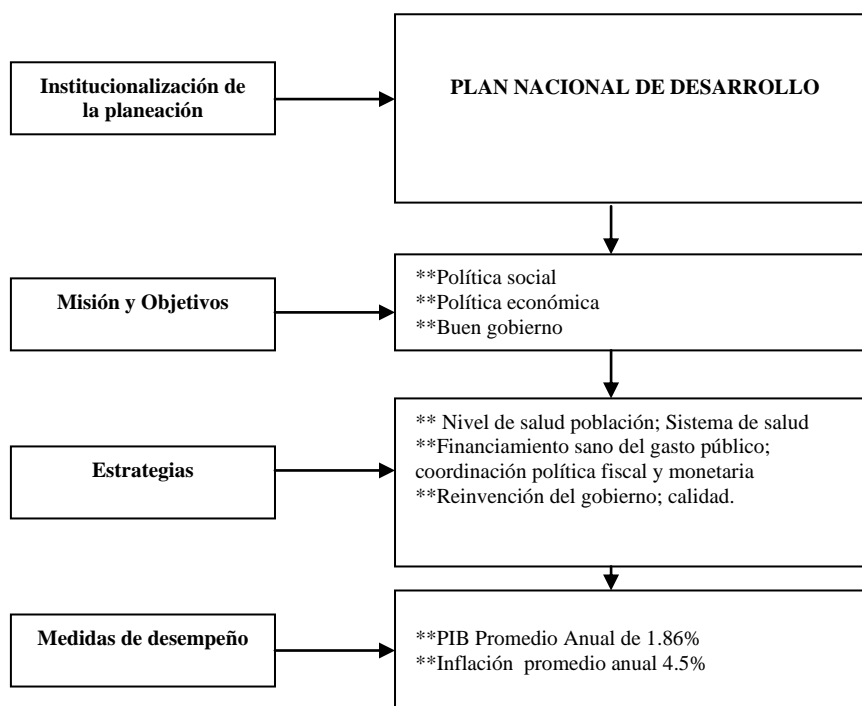 Institucionalización de
la planeación
PLAN NACIONAL DE DESARROLLO
Misión y Objetivos
**Política social
**Política económica
**Buen gobierno
Estrategias
** Nivel de salud población; Sistema de salud
**Financiamiento sano del gasto público;
coordinación política fiscal y monetaria
**Reinvención del gobierno; calidad.
Medidas de desempeño
**PIB Promedio Anual de 1.86%
**Inflación promedio anual 4.5%